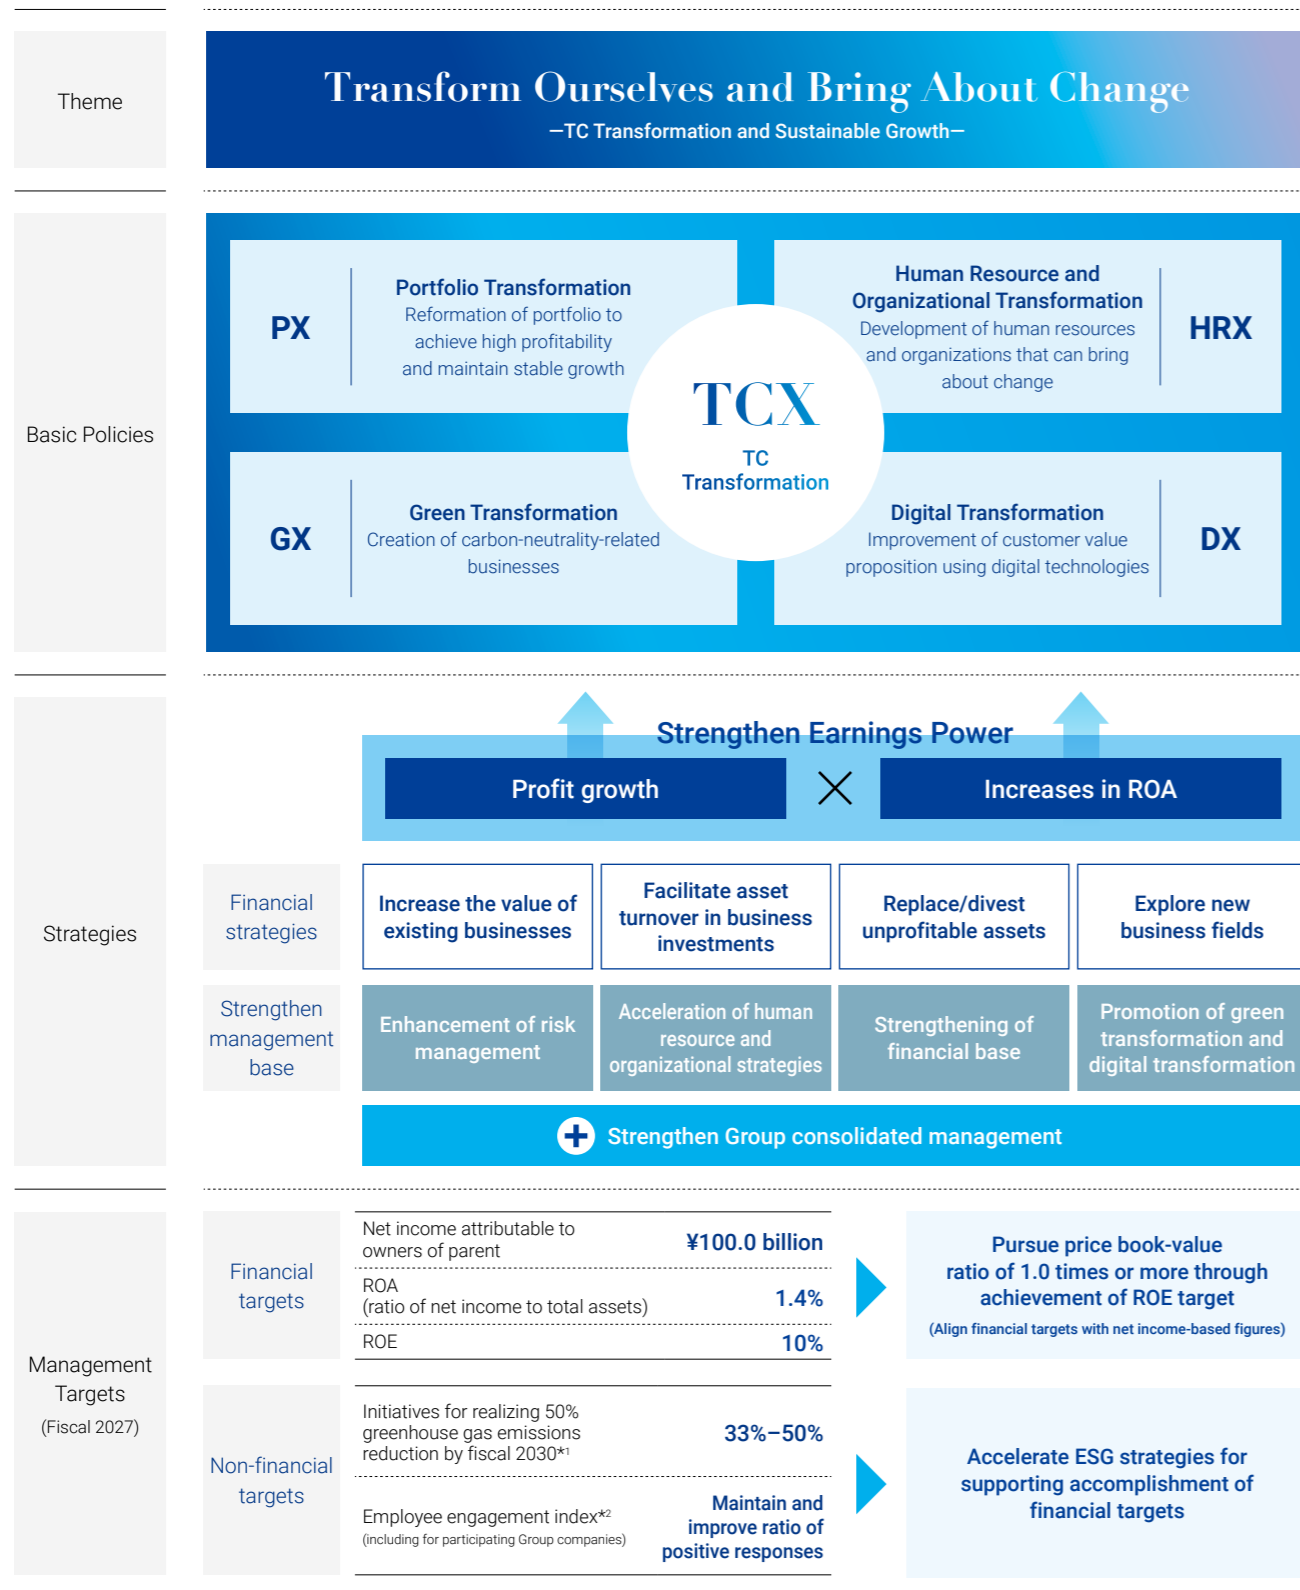 Theme
Transform Ourselves and Bring About Change
—TC Transformation and Sustainable Growth—
Basic Policies
PX
Portfolio Transformation
Reformation of portfolio to
achieve high profitability
and maintain stable growth
Human Resource and
Organizational Transformation
Development of human resources
and organizations that can bring
about change
HRX
TCX
TC
Transformation
GX
Green Transformation
Creation of carbon-neutrality-related
businesses
Digital Transformation
Improvement of customer value
proposition using digital technologies
DX
Strategies
Strengthen Earnings Power
Profit growth
×
Increases in ROA
Financial
strategies
Increase the value of
existing businesses
Facilitate asset
turnover in business
investments
Replace/divest
unprofitable assets
Explore new
business fields
Strengthen
management
base
Enhancement of risk
management
Acceleration of human
resource and
organizational strategies
Strengthening of
financial base
Promotion of green
transformation and
digital transformation
+ Strengthen Group consolidated management
Management
Targets
(Fiscal 2027)
Financial
targets
Net income attributable to
owners of parent
¥100.0 billion
ROA
(ratio of net income to total assets)
1.4%
ROE
10%
Pursue price book-value
ratio of 1.0 times or more through
achievement of ROE target
(Align financial targets with net income-based figures)
Non-financial
targets
Initiatives for realizing 50%
greenhouse gas emissions
reduction by fiscal 2030*1
33%–50%
Employee engagement index*2
(including for participating Group companies)
Maintain and
improve ratio of
positive responses
Accelerate ESG strategies for
supporting accomplishment of
financial targets